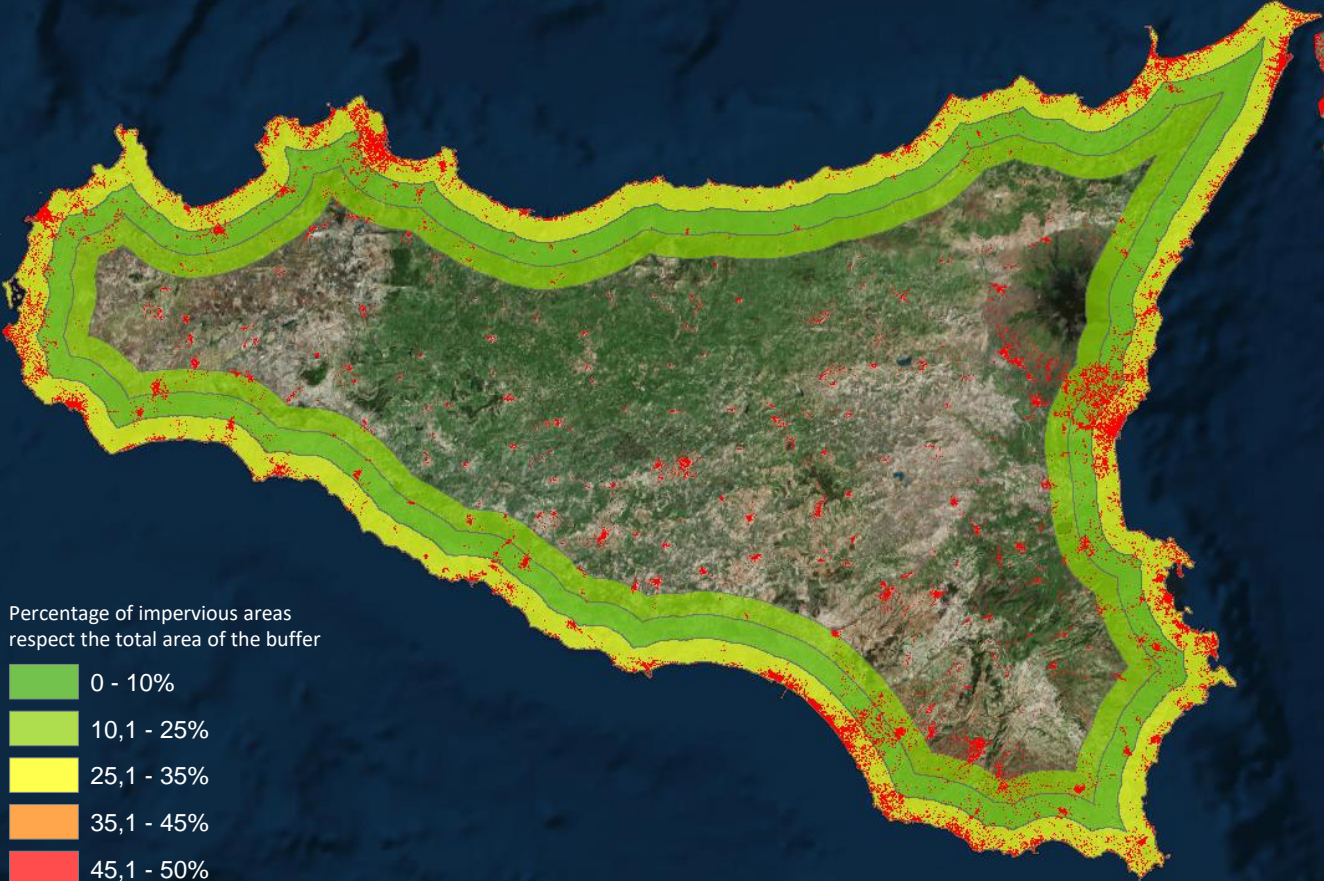 Percentage of impervious areas
respect the total area of the buffer
0 - 10%
10,1 - 25%
25,1 - 35%
35,1 - 45%
45,1 - 50%